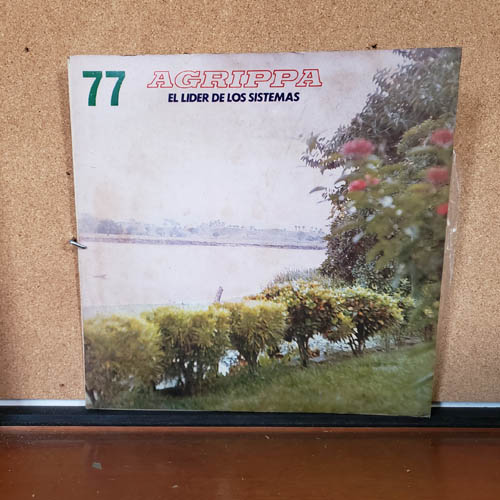 77 AGRIPPA
EL LIDER DE LOS SISTEMAS